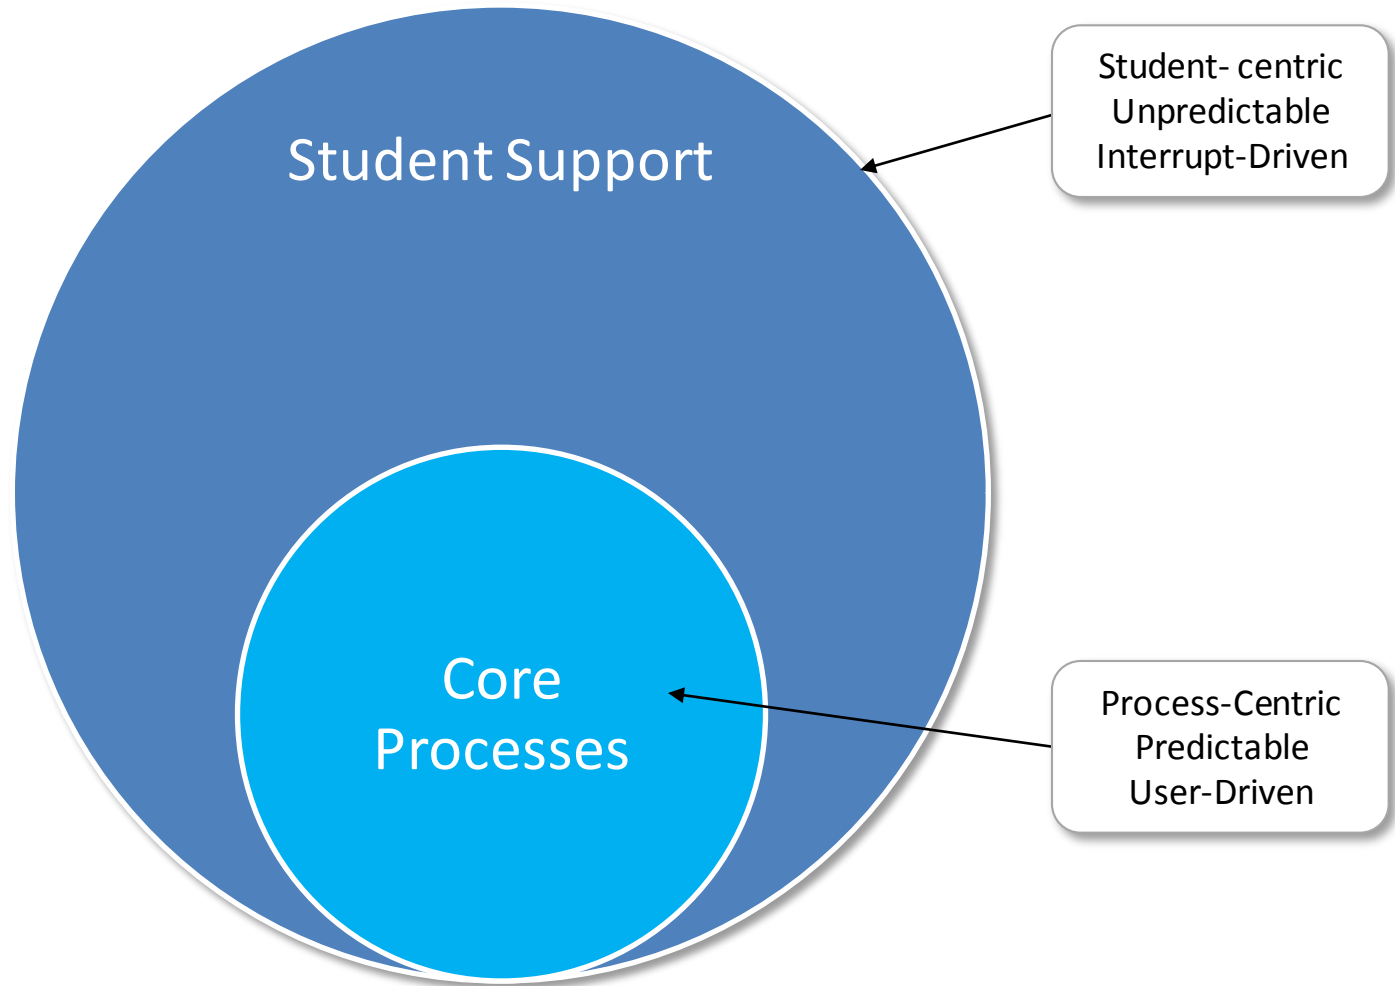 Student Support
Student- centric
Unpredictable
Interrupt-Driven
Core
Processes
Process-Centric
Predictable
User-Driven